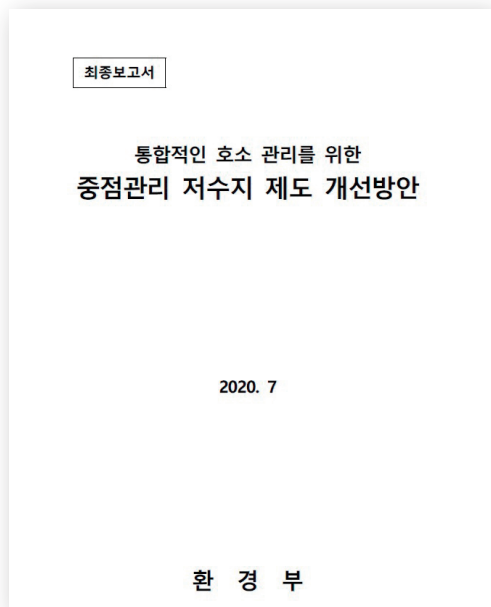 최종보고서
통합적인 호소 관리를 위한
중점관리 저수지 제도 개선방안
2020. 7
환 경 부